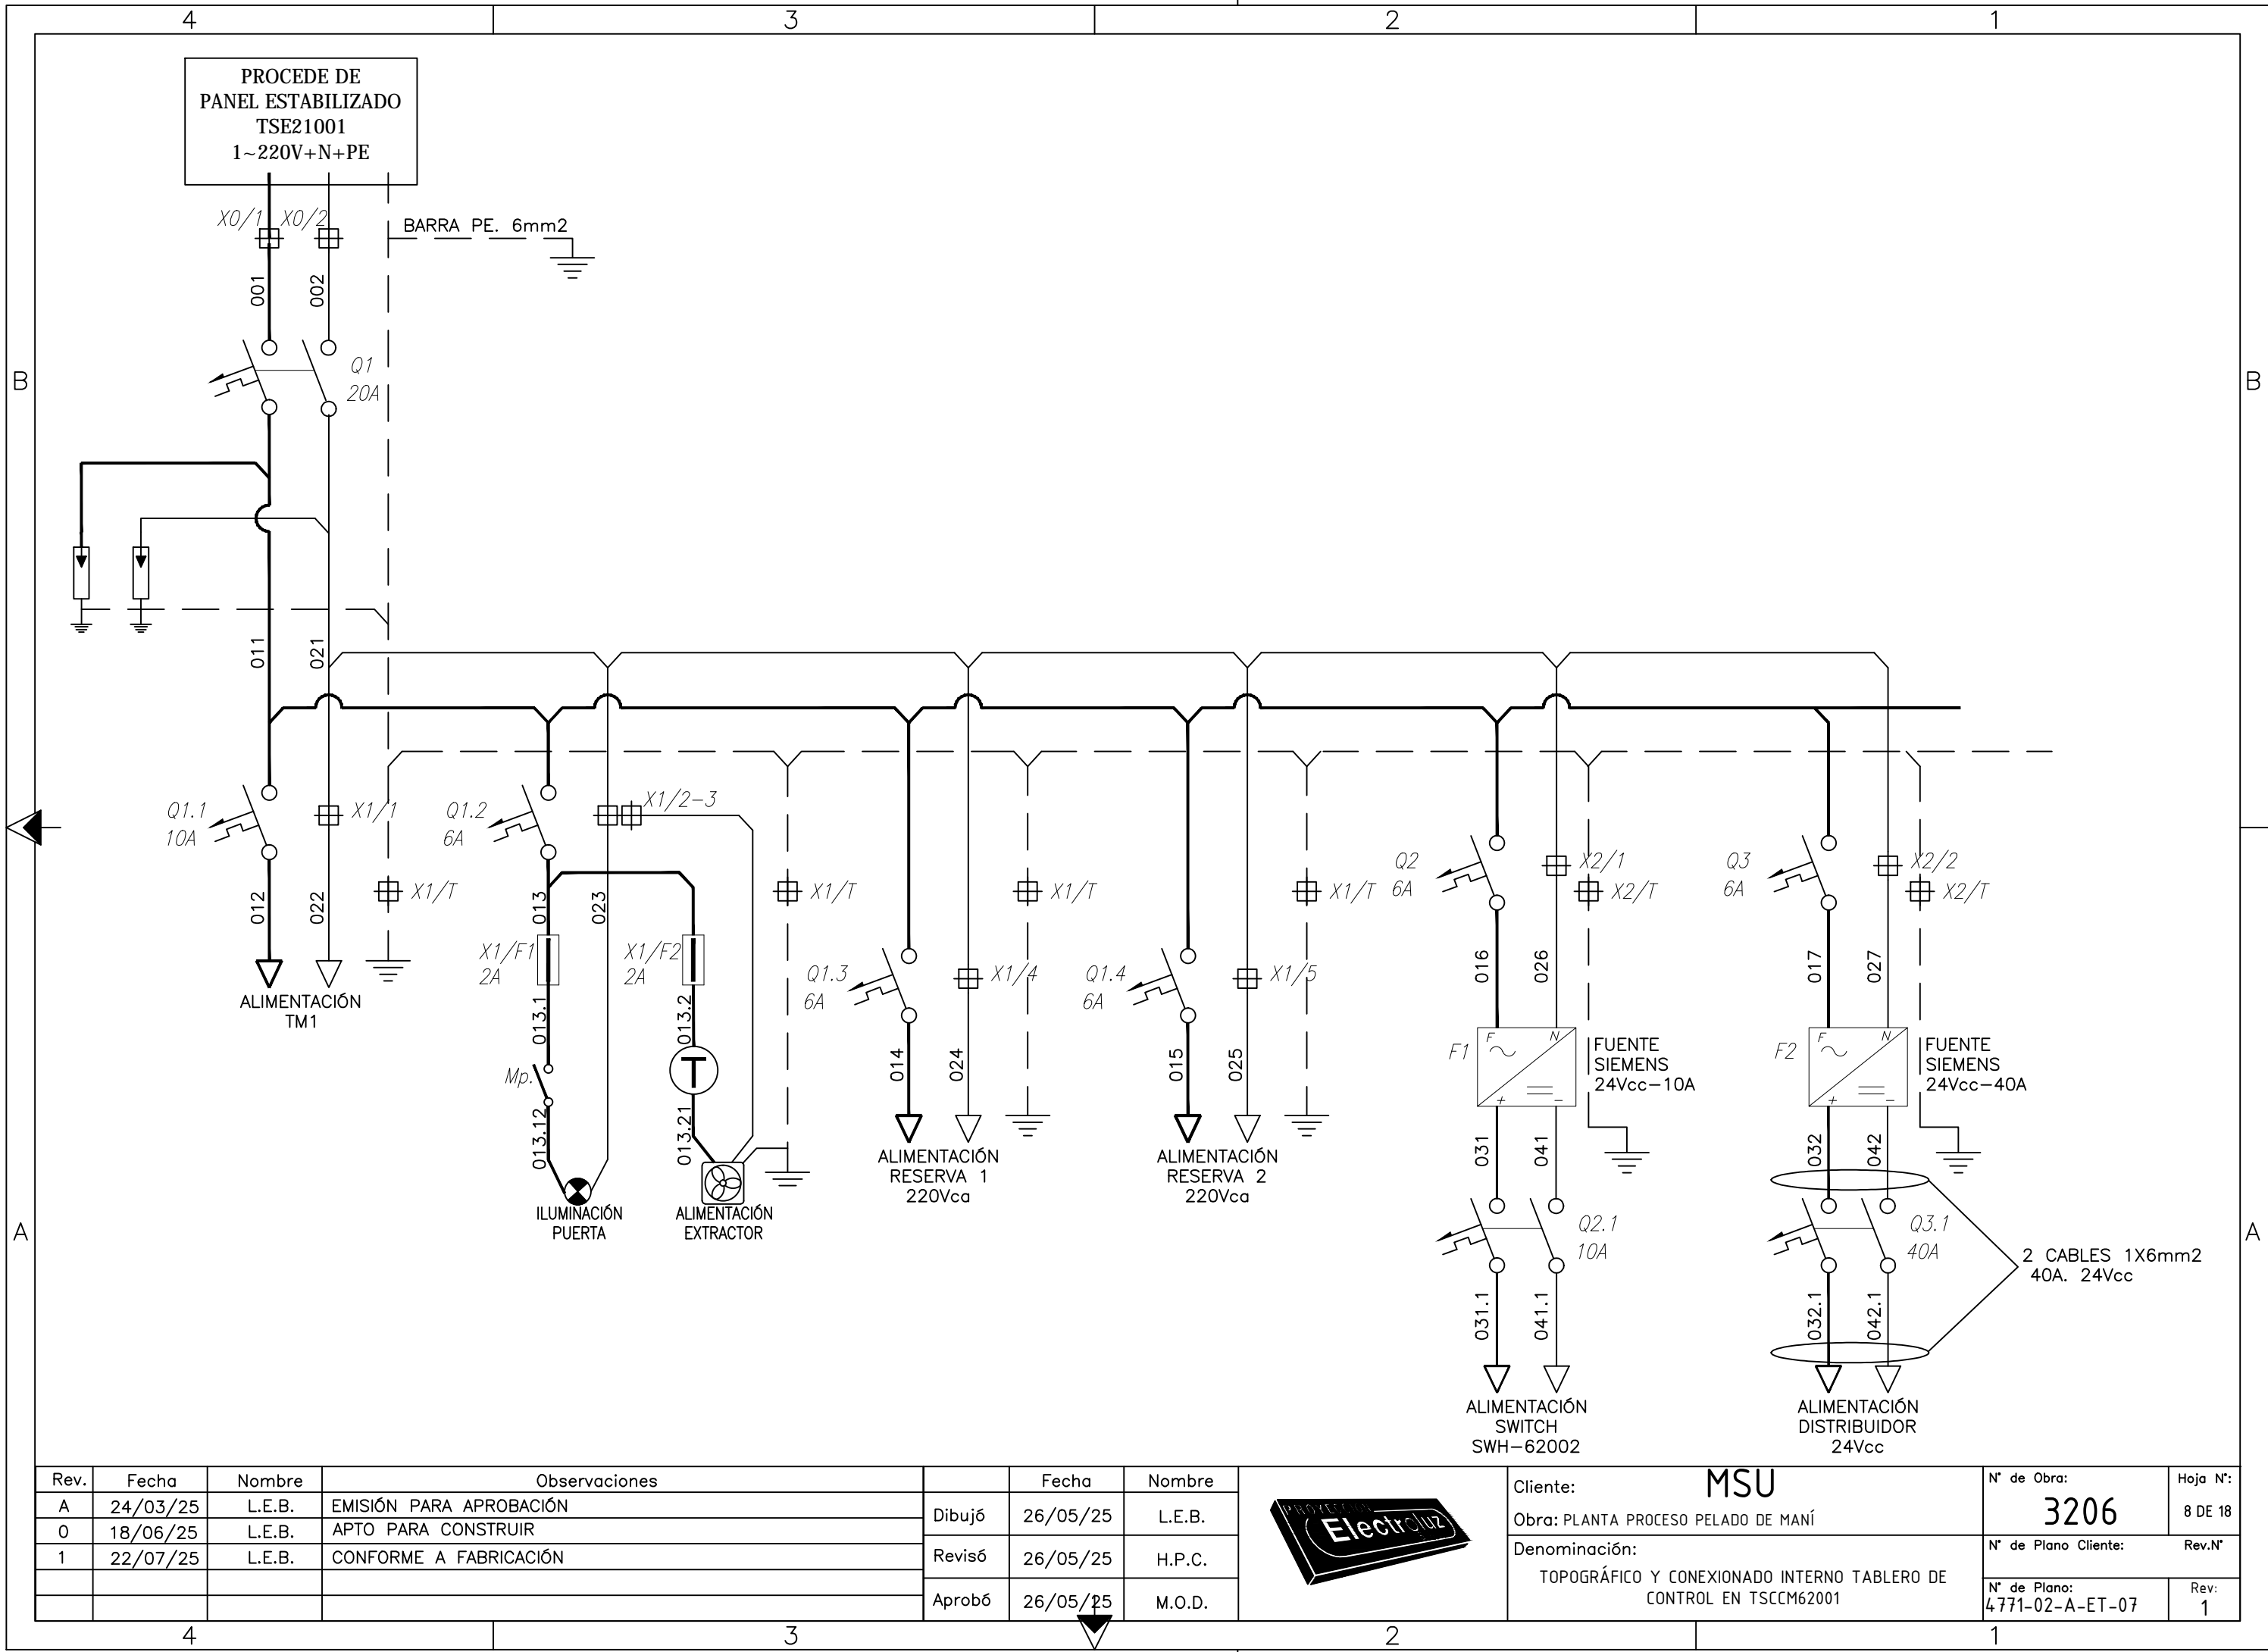 4
3
2
1
PROCEDE DE
PANEL ESTABILIZADO
TSE21001
1~220V+N+PE
X0/1
X0/2
BARRA PE. 6mm2
001
002
B
Q1
20A
B
011
021
Q1.1
10A
X1/1
Q1.2
6A
X1/2-3
Q2
6A
X2/1
X2/T
Q3
6A
X2/2
X2/T
012
022
X1/T
013
023
X1/T
X1/T
X1/T
X1/F1
2A
X1/F2
2A
Q1.3
6A
X1/4
Q1.4
6A
X1/5
016
026
017
027
ALIMENTACIÓN
TM1
013.1
013.2
Mp.
T
014
024
015
025
F1
F
N
+
-
FUENTE
SIEMENS
24Vcc-10A
F2
F
N
+
-
FUENTE
SIEMENS
24Vcc-40A
013.12
013.21
ALIMENTACIÓN
RESERVA 1
220Vca
ALIMENTACIÓN
RESERVA 2
220Vca
031
041
032
042
ILUMINACIÓN
PUERTA
ALIMENTACIÓN
EXTRACTOR
A
Q2.1
10A
Q3.1
40A
A
2 CABLES 1X6mm2
40A. 24Vcc
031.1
041.1
032.1
042.1
ALIMENTACIÓN
SWITCH
SWH-62002
ALIMENTACIÓN
DISTRIBUIDOR
24Vcc
Rev. Fecha Nombre Observaciones
A 24/03/25 L.E.B. EMISIÓN PARA APROBACIÓN
0 18/06/25 L.E.B. APTO PARA CONSTRUIR
1 22/07/25 L.E.B. CONFORME A FABRICACIÓN
Fecha Nombre
Dibujó 26/05/25 L.E.B.
Revisó 26/05/25 H.P.C.
Aprobó 26/05/25 M.O.D.
PROYECCION
Electroluz
Cliente: MSU
Obra: PLANTA PROCESO PELADO DE MANÍ
Denominación:
TOPOGRÁFICO Y CONEXIONADO INTERNO TABLERO DE
CONTROL EN TSCCM62001
N° de Obra:
3206
Hoja N°:
8 DE 18
N° de Plano Cliente:
Rev.N°
N° de Plano:
4771-02-A-ET-07
Rev:
1
4
3
2
1